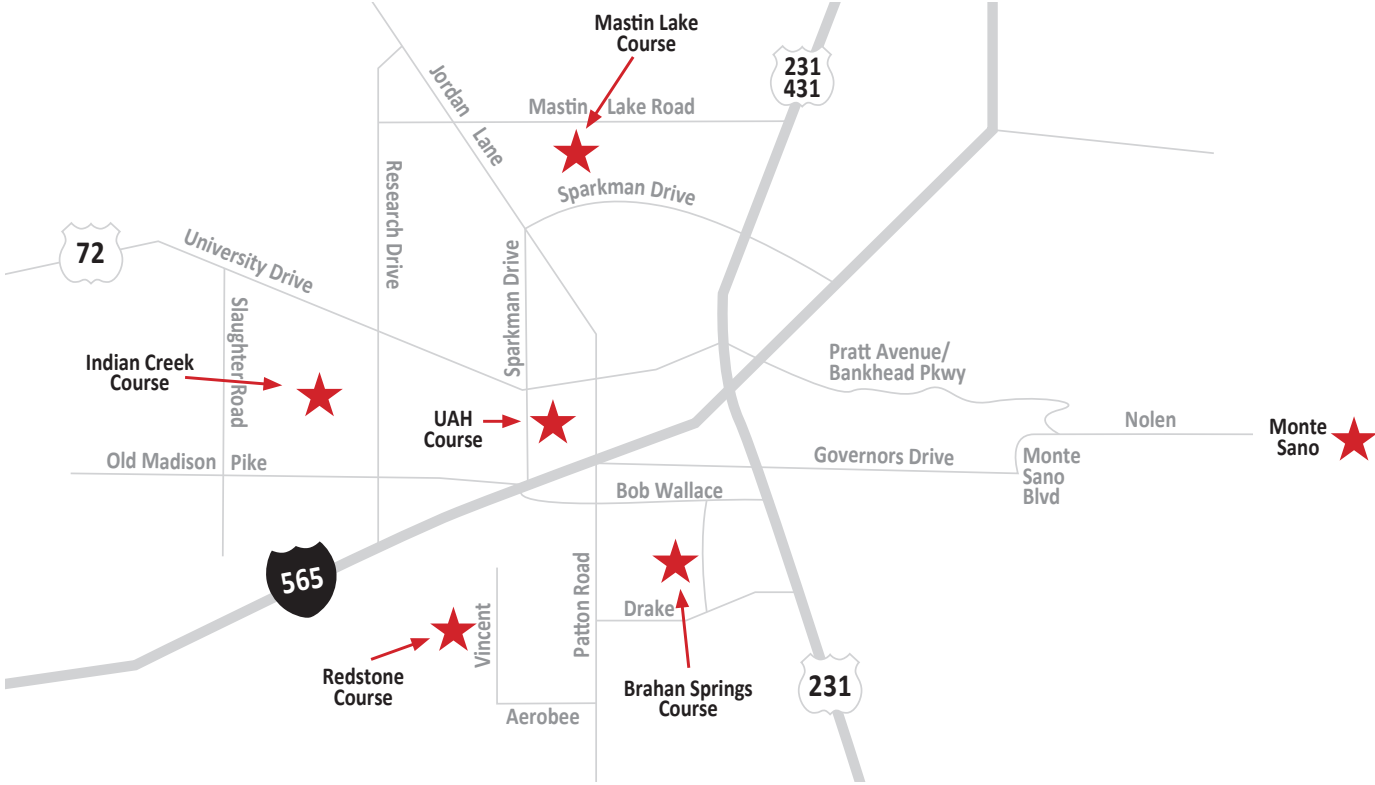 Mastin Lake
Course
231
431
Jordan Lane
Mastin Lake Road
Research Drive
Sparkman Drive
72
University Drive
Sparkman Drive
Slaughter Road
Indian Creek
Course
Pratt Avenue/
Bankhead Pkwy
UAH
Course
Nolen
Monte
Sano
Old Madison Pike
Governors Drive
Monte
Sano
Blvd
Bob Wallace
565
Patton Road
Drake
Vincent
Redstone
Course
Brahan Springs
Course
231
Aerobee